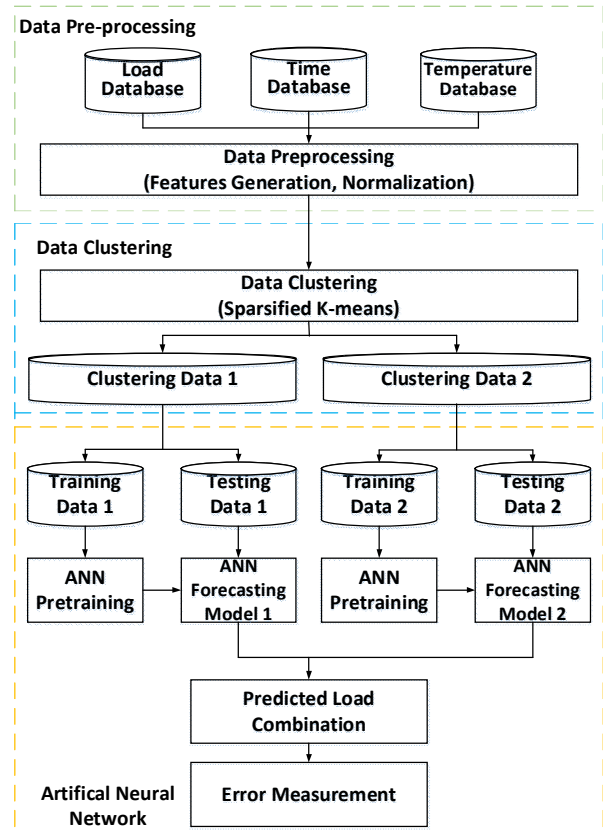 Data Pre-processing
Load
Database
Time
Database
Temperature
Database
Data Preprocessing
(Features Generation, Normalization)
Data Clustering
Data Clustering
(Sparsified K-means)
Clustering Data 1
Clustering Data 2
Training
Data 1
Testing
Data 1
Training
Data 2
Testing
Data 2
ANN
Pretraining
ANN
Forecasting
Model 1
ANN
Pretraining
ANN
Forecasting
Model 2
Predicted Load
Combination
Error Measurement
Artifical Neural
Network